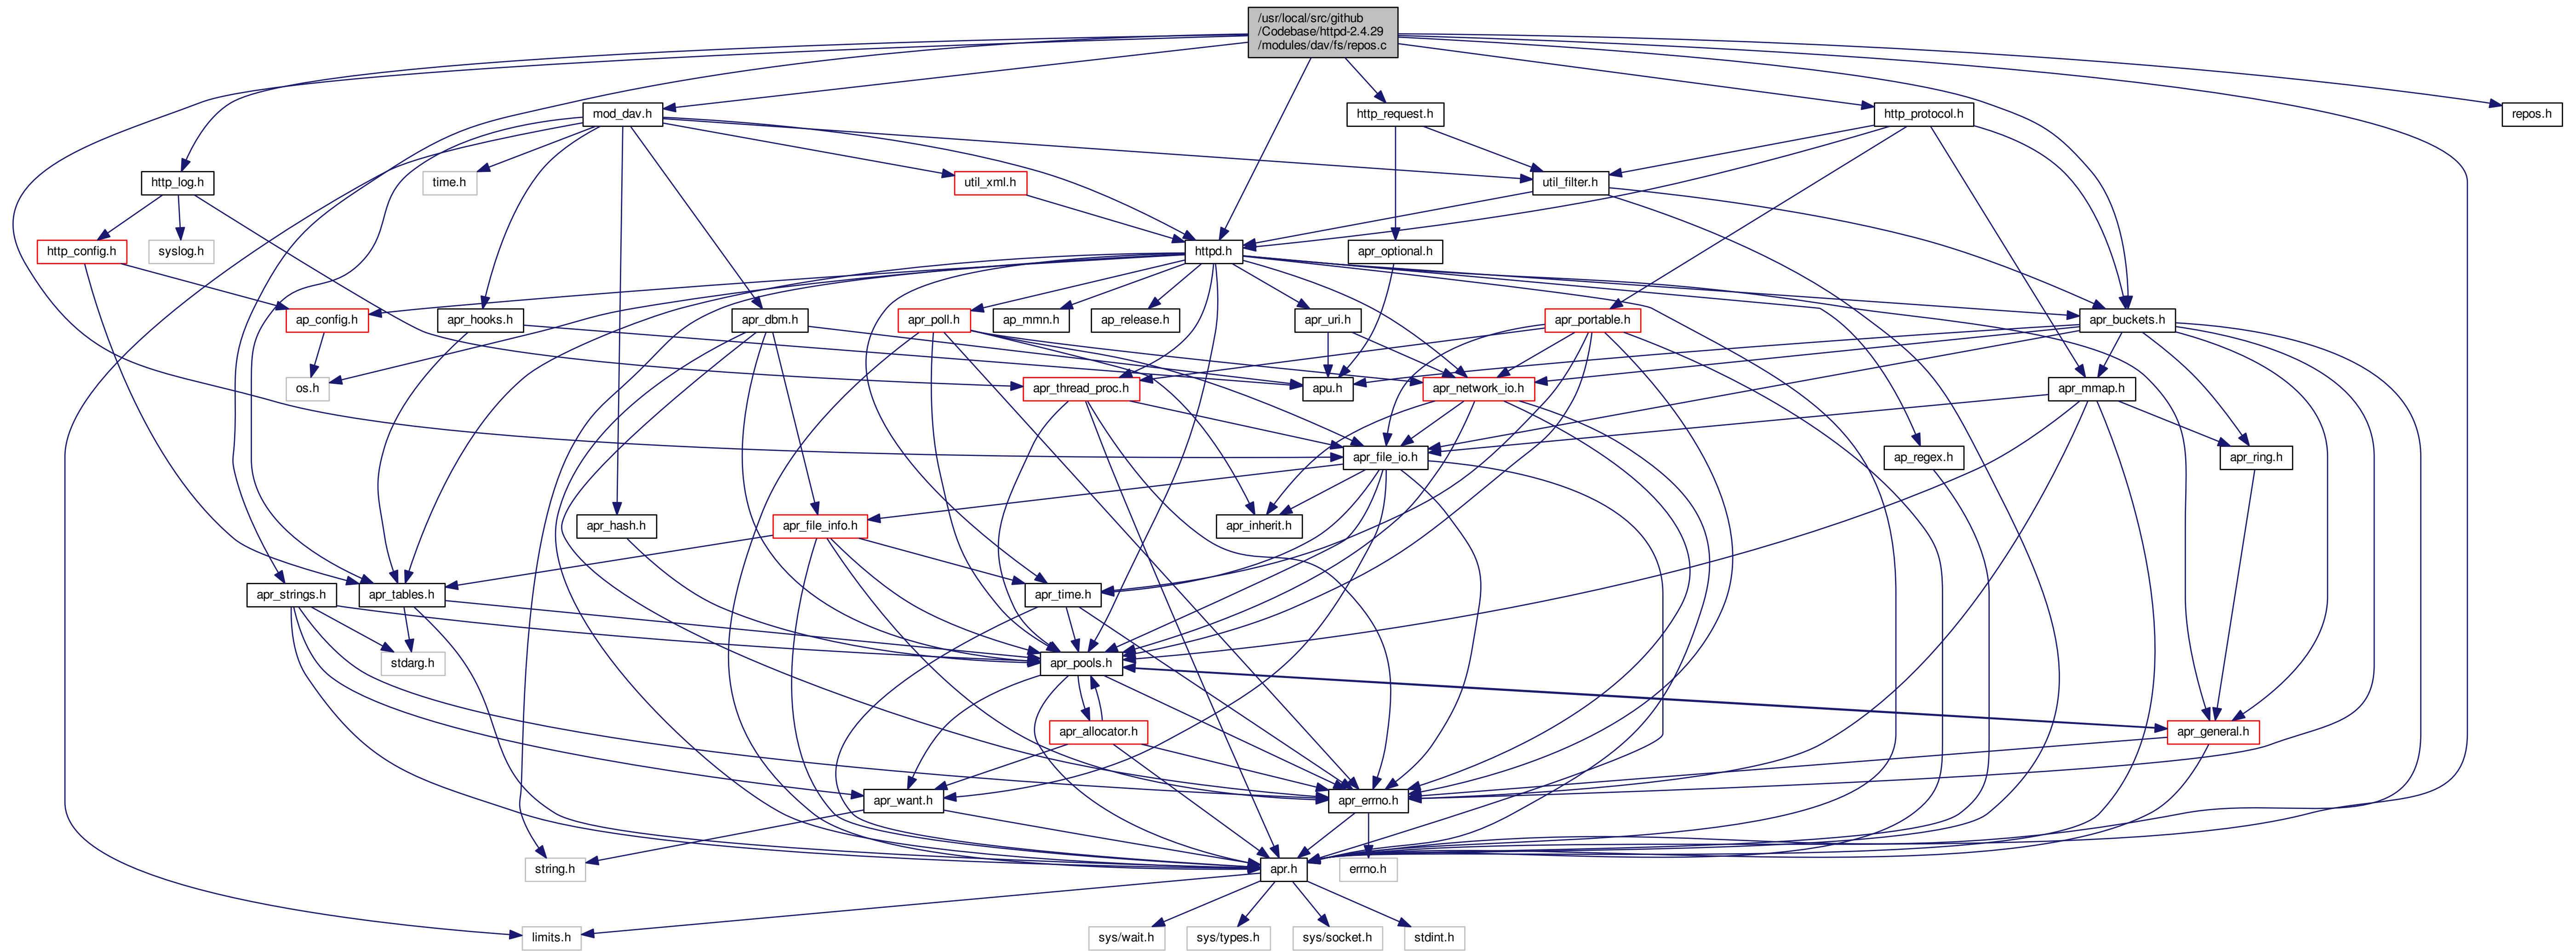 /usr/local/src/github
/Codebase/httpd-2.4.29
/modules/dav/fs/repos.c
mod_dav.h
http_request.h
http_protocol.h
repos.h
http_log.h
time.h
util_xml.h
util_filter.h
http_config.h
syslog.h
httpd.h
apr_optional.h
ap_config.h
apr_hooks.h
apr_dbm.h
apr_poll.h
ap_mmn.h
ap_release.h
apr_uri.h
apr_portable.h
apr_buckets.h
os.h
apr_thread_proc.h
apu.h
apr_network_io.h
apr_mmap.h
apr_file_io.h
ap_regex.h
apr_ring.h
apr_hash.h
apr_file_info.h
apr_inherit.h
apr_strings.h
apr_tables.h
apr_time.h
stdarg.h
apr_pools.h
apr_allocator.h
apr_general.h
apr_want.h
apr_errno.h
string.h
apr.h
errno.h
limits.h
sys/wait.h
sys/types.h
sys/socket.h
stdint.h